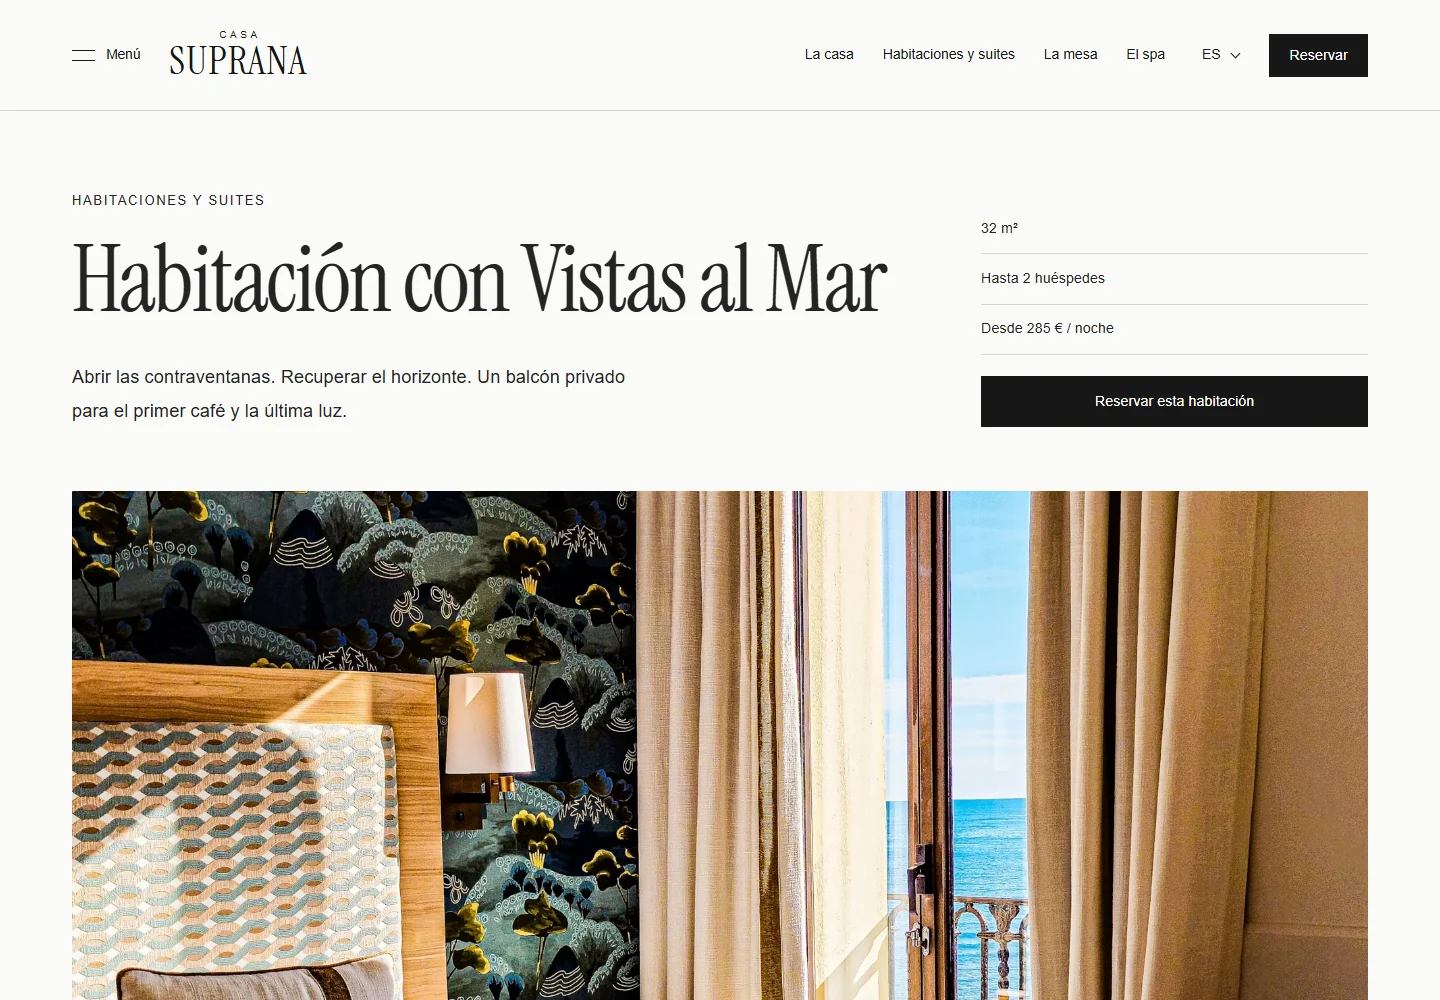 Menú
CASA
SUPRANA
La casa
Habitaciones y suites
La mesa
El spa
ES
Reservar
HABITACIONES Y SUITES
Habitación con Vistas al Mar
Abrir las contraventanas. Recuperar el horizonte. Un balcón privado
para el primer café y la última luz.
32 m²
Hasta 2 huéspedes
Desde 285 € / noche
Reservar esta habitación